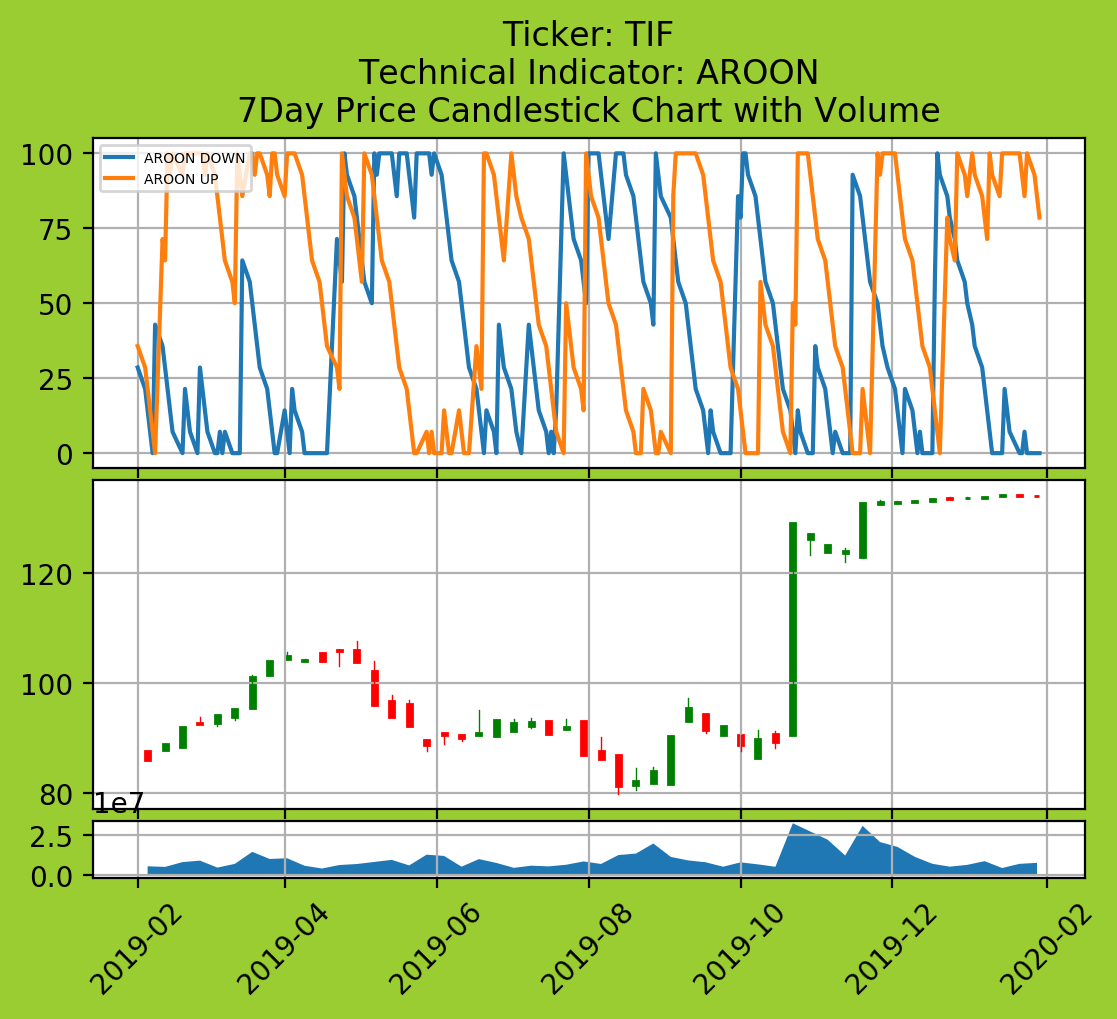 Ticker: TIF
Technical Indicator: AROON
7Day Price Candlestick Chart with Volume
100
75
50
25
0
AROON DOWN
AROON UP
120
100
80
1e7
2.5
0.0
2019-02
2019-04
2019-06
2019-08
2019-10
2019-12
2020-02